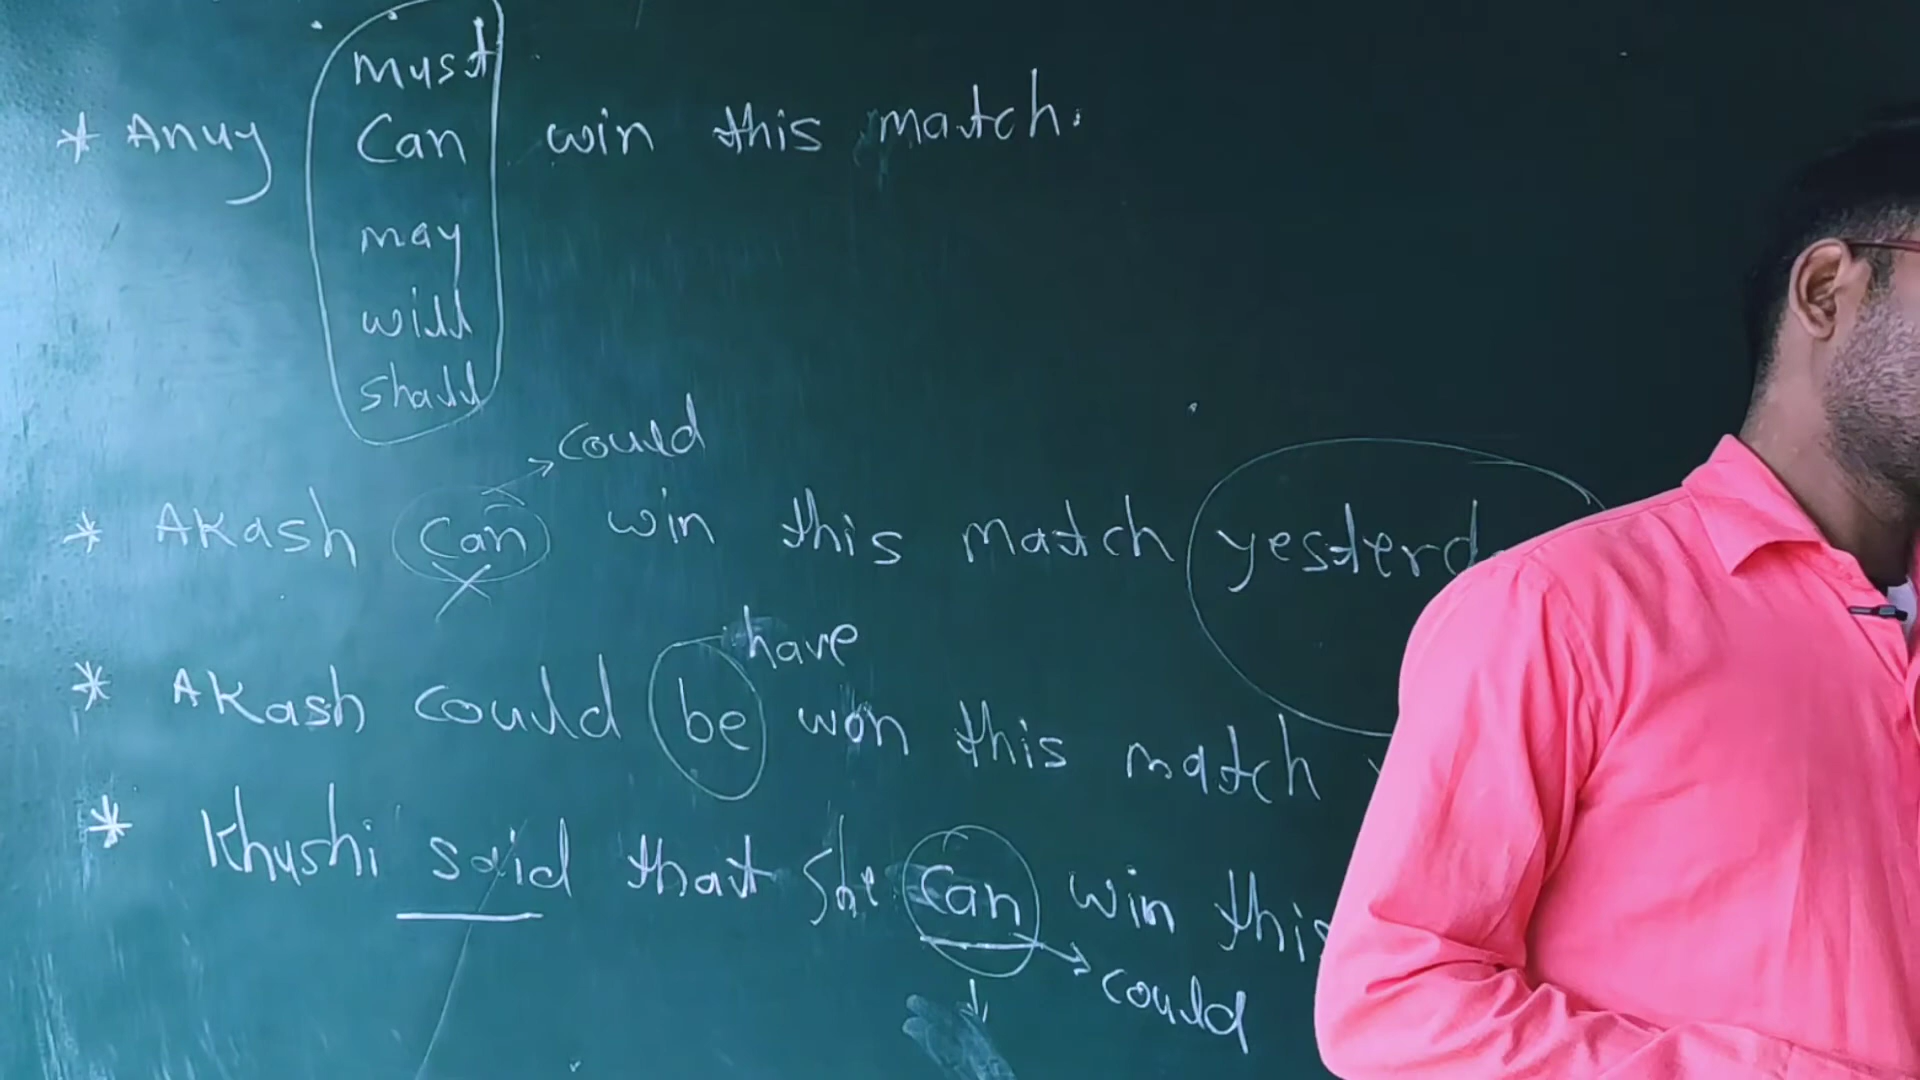 must
* Anuj can win this match.
may
will
shall
could
* Akash can win this match yesterd
have
* Akash could be won this match
* Khushi said that she can win this
could